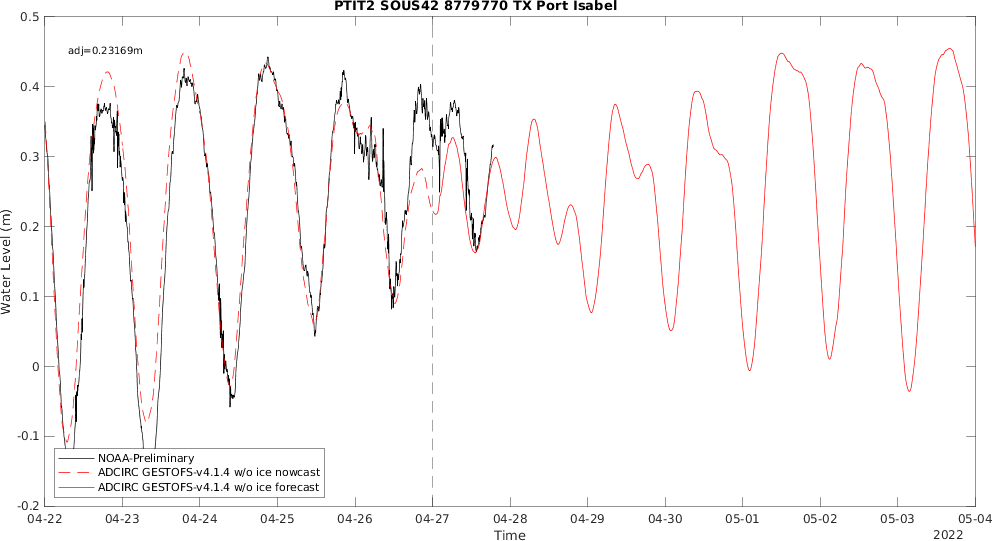 PTIT2 SOUS42 8779770 TX Port Isabel
adj=0.23169m
0.5
0.4
0.3
0.2
0.1
0
-0.1
-0.2
Water Level (m)
NOAA-Preliminary
ADCIRC GESTOFS-v4.1.4 w/o ice nowcast
ADCIRC GESTOFS-v4.1.4 w/o ice forecast
04-22 04-23 04-24 04-25 04-26 04-27 04-28 04-29 04-30 05-01 05-02 05-03 05-04
Time
2022